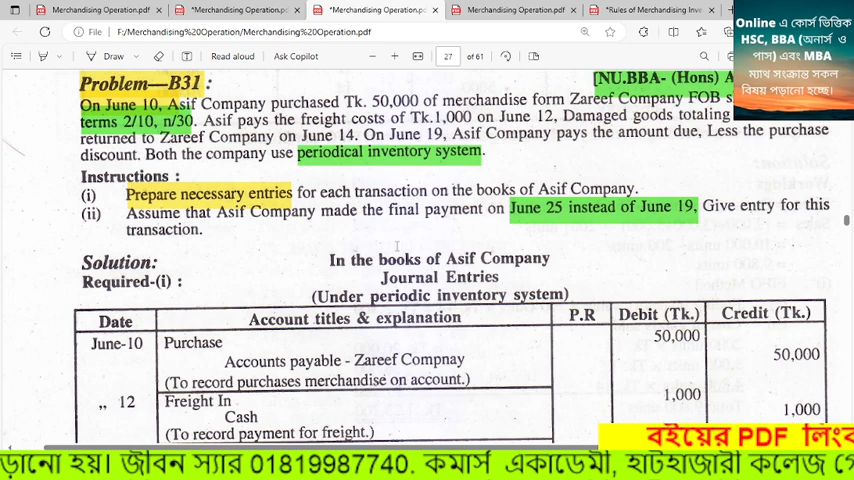 Merchandising Operation.pdf
*Merchandising Operation.pdf
*Merchandising Operation.pdf
Merchandising Operation.pdf
*Rules of Merchandising Inve
File F:/Merchandising%20Operation/Merchandising%20Operation.pdf
Draw Read aloud Ask Copilot 27 of 61 Draw
Online এ কোর্স ভিত্তিক
HSC, BBA (অনার্স ও
পাস) এবং MBA
ম্যাথ সংক্রান্ত সকল
বিষয় পড়ানো হচ্ছে।
Problem—B31 : [NU.BBA- (Hons) A
On June 10, Asif Company purchased Tk. 50,000 of merchandise form Zareef Company FOB s
terms 2/10, n/30. Asif pays the freight costs of Tk.1,000 on June 12, Damaged goods totaling
returned to Zareef Company on June 14. On June 19, Asif Company pays the amount due, Less the purchase
discount. Both the company use periodical inventory system.
Instructions :
(i) Prepare necessary entries for each transaction on the books of Asif Company.
(ii) Assume that Asif Company made the final payment on June 25 instead of June 19, Give entry for this
transaction.
Solution: In the books of Asif Company
Required-(i) : Journal Entries
(Under periodic inventory system)
Date Account titles & explanation P.R Debit (Tk.) Credit (Tk.)
June-10 Purchase 50,000
Accounts payable - Zareef Compnay 50,000
(To record purchases merchandise on account.)
,, 12 Freight In 1,000
Cash 1,000
(To record payment for freight.)
বইয়ের PDF লিংক
ড়ানো হয়। জীবন স্যার 01819987740. কমার্স একাডেমী, হাটহাজারী কলেজ গে